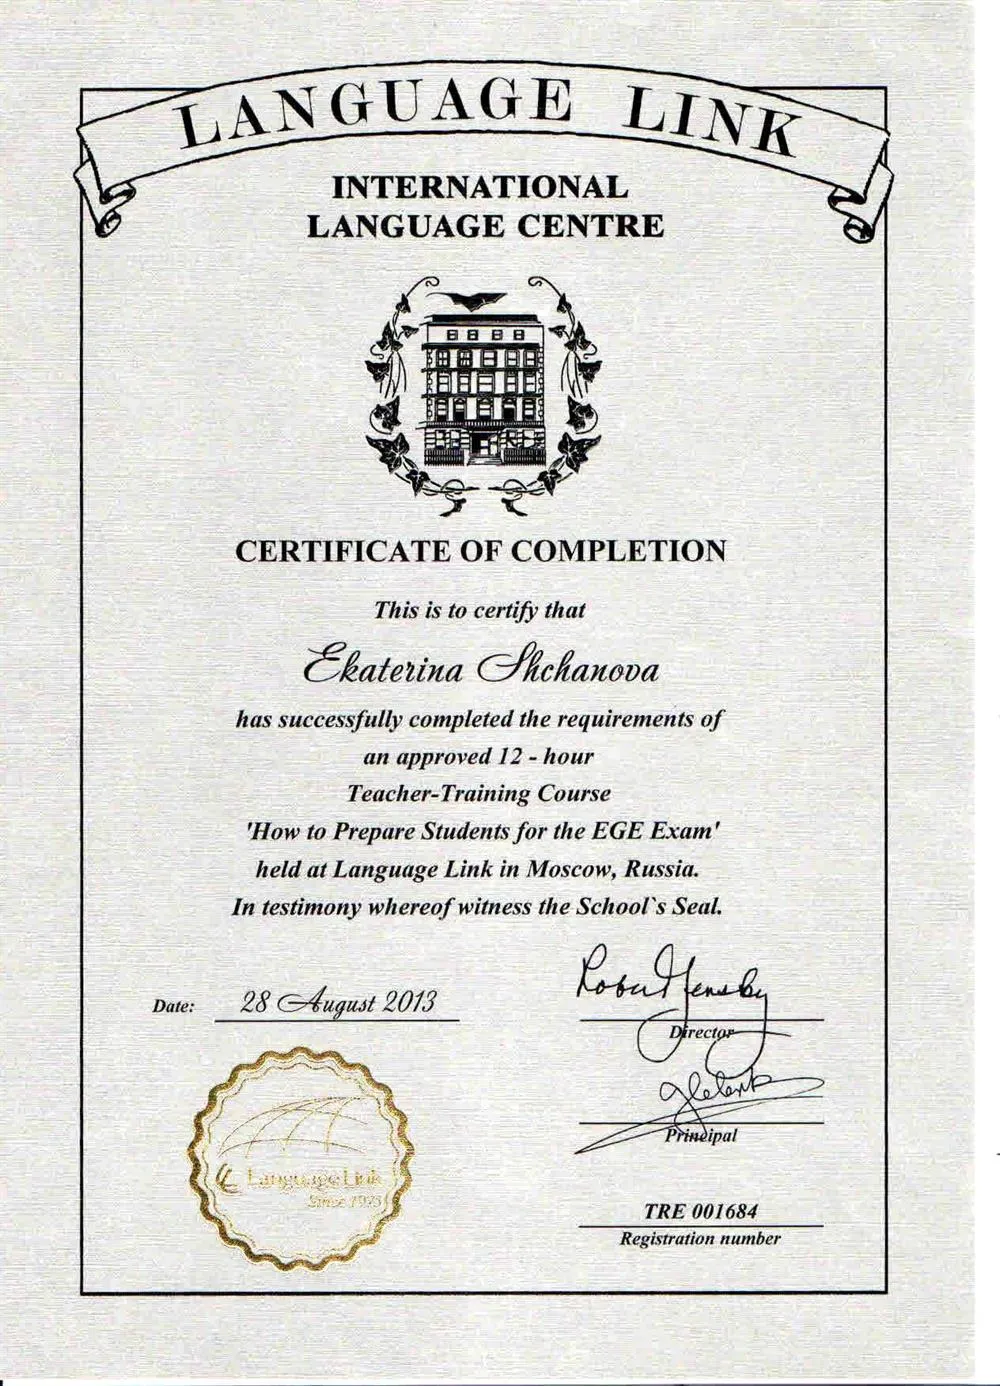 LANGUAGE LINK
INTERNATIONAL
LANGUAGE CENTRE
CERTIFICATE OF COMPLETION
This is to certify that
Ekaterina Shchanova
has successfully completed the requirements of
an approved 12 - hour
Teacher-Training Course
'How to Prepare Students for the EGE Exam'
held at Language Link in Moscow, Russia.
In testimony whereof witness the School`s Seal.
Date: 28 August 2013
Director
Principal
LL Language Link
Since 1975
TRE 001684
Registration number